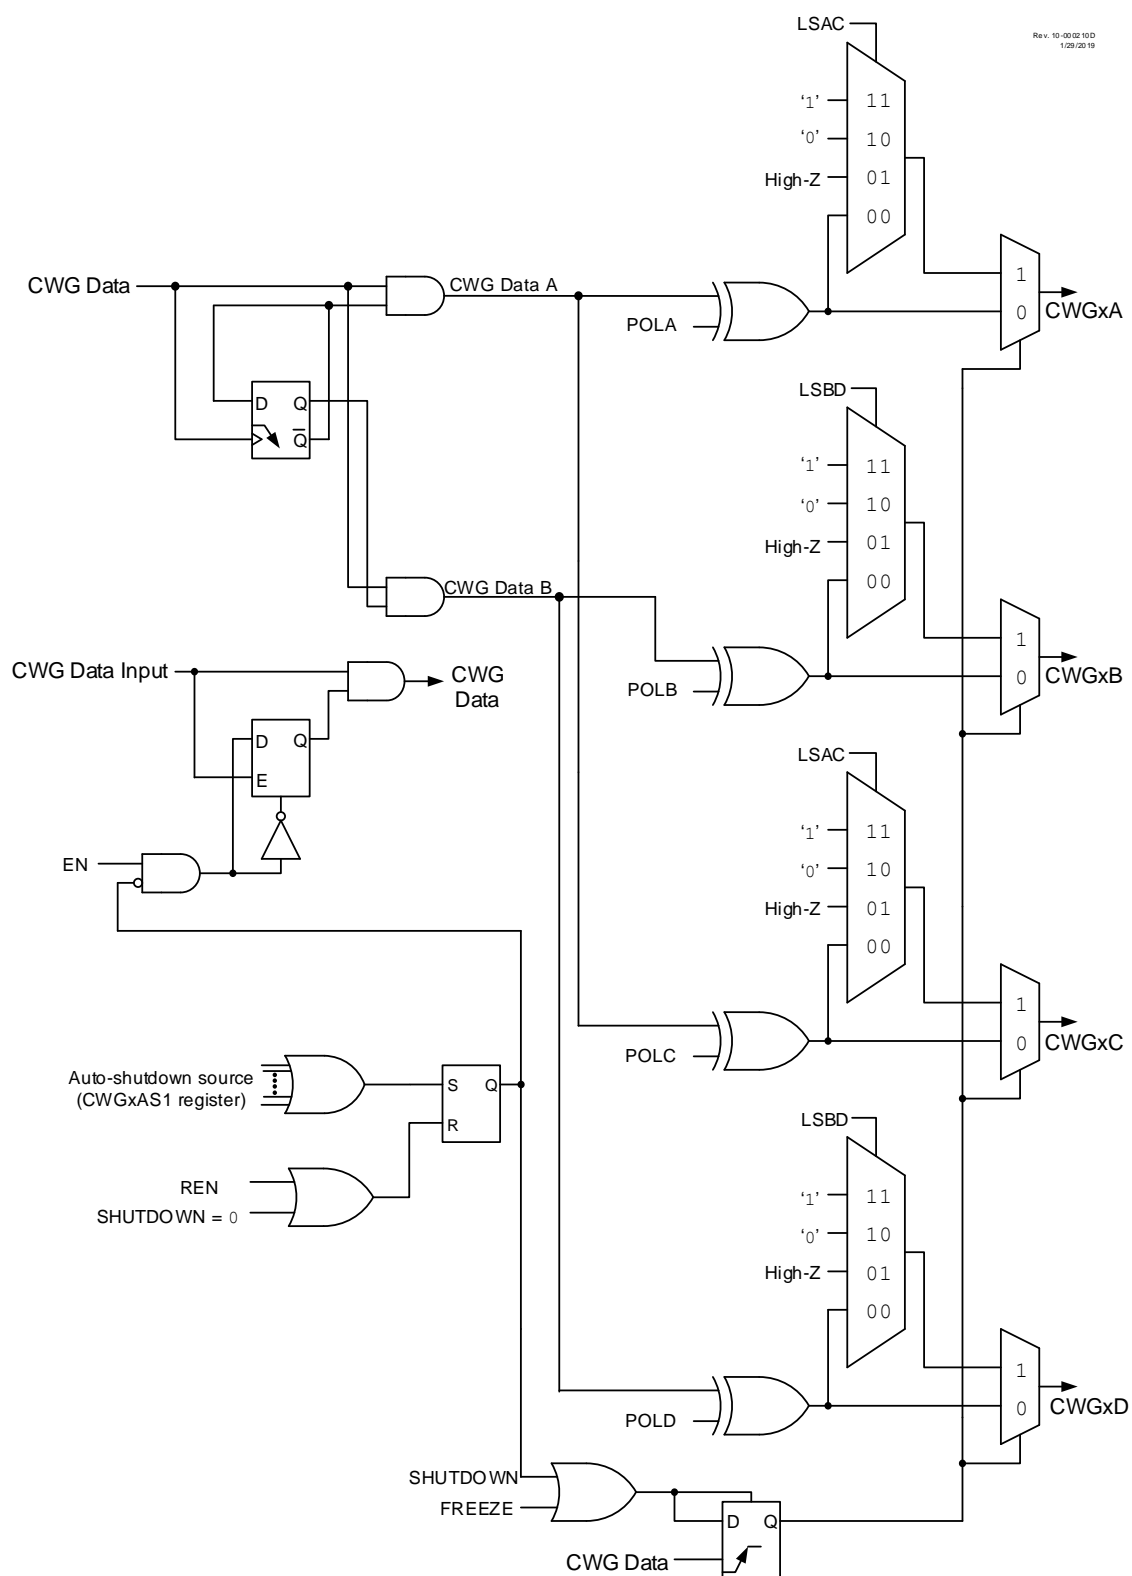 LSAC
Rev. 10-000210D
1/29/2019
‘1’
11
‘0’
10
High-Z
01
00
CWG Data
CWG Data A
1
0
CWGxA
POLA
LSBD
D Q
Q
‘1’
11
‘0’
10
High-Z
01
00
CWG Data B
1
0
CWGxB
POLB
CWG Data Input
CWG
Data
D Q
E
LSAC
‘1’
11
‘0’
10
High-Z
01
00
EN
1
0
CWGxC
POLC
Auto-shutdown source
(CWGxAS1 register)
S Q
R
LSBD
REN
SHUTDOWN = 0
‘1’
11
‘0’
10
High-Z
01
00
1
0
CWGxD
POLD
SHUTDOWN
FREEZE
D Q
CWG Data